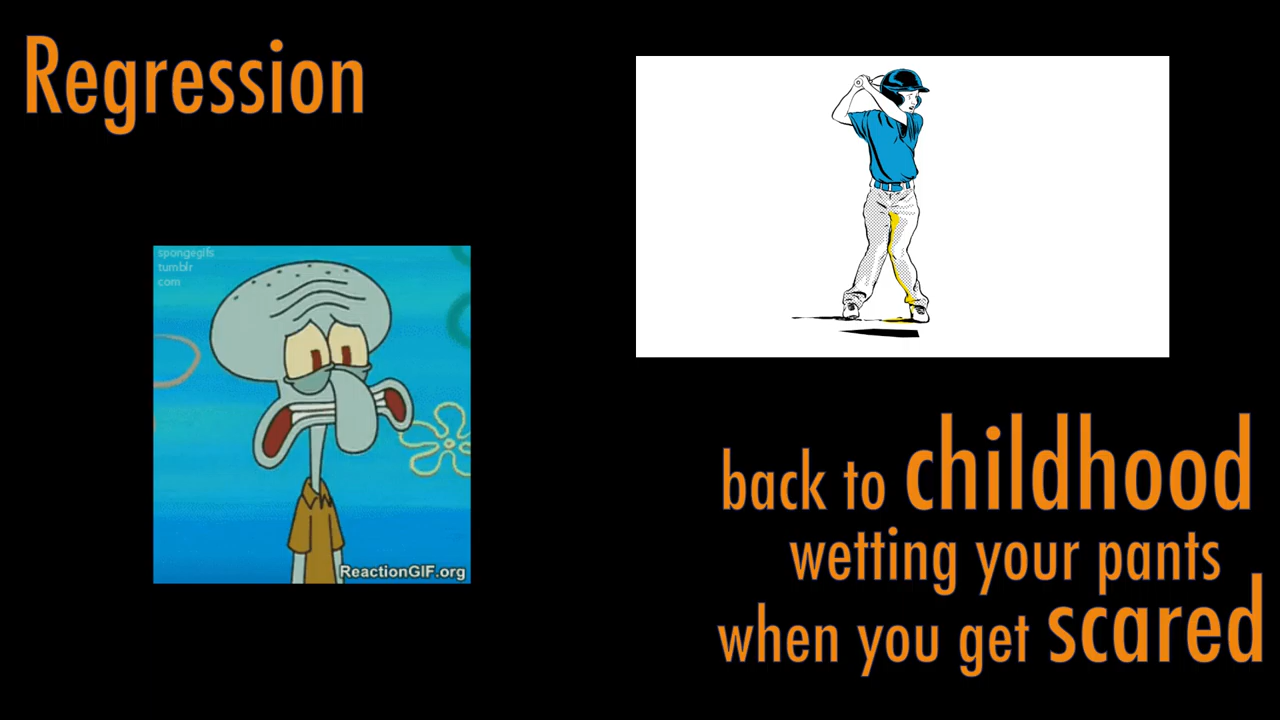 Regression
spongegifs
tumblr
com
ReactionGIF.org
back to childhood
wetting your pants
when you get scared